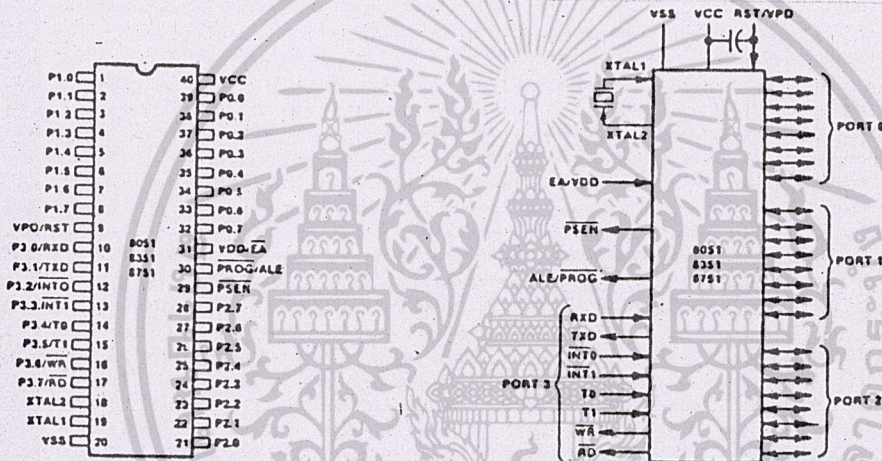 P1.0 1 40 VCC
P1.1 2 39 P0.0
P1.2 3 38 P0.1
P1.3 4 37 P0.2
P1.4 5 36 P0.3
P1.5 6 35 P0.4
P1.6 7 34 P0.5
P1.7 8 33 P0.6
VPD/RST 9 32 P0.7
P3.0/RXD 10 31 VDD/EA
P3.1/TXD 11 30 PROG/ALE
P3.2/INT0 12 29 PSEN
P3.3/INT1 13 28 P2.7
P3.4/T0 14 27 P2.6
P3.5/T1 15 26 P2.5
P3.6/WR 16 25 P2.4
P3.7/RD 17 24 P2.3
XTAL2 18 23 P2.2
XTAL1 19 22 P2.1
VSS 20 21 P2.0
8051
8351
8751
VSS VCC RST/VPD
XTAL1
XTAL2
EA/VDD
PSEN
ALE/PROG
PORT 3
RXD
TXD
INT0
INT1
T0
T1
WR
RD
8051
8351
8751
PORT 0
PORT 1
PORT 2